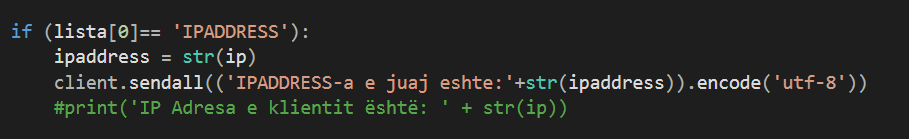 if (lista[0]== 'IPADDRESS'):
    ipaddress = str(ip)
    client.sendall(('IPADDRESS-a e juaj eshte:'+str(ipaddress)).encode('utf-8'))
    #print('IP Adresa e klientit është: ' + str(ip))